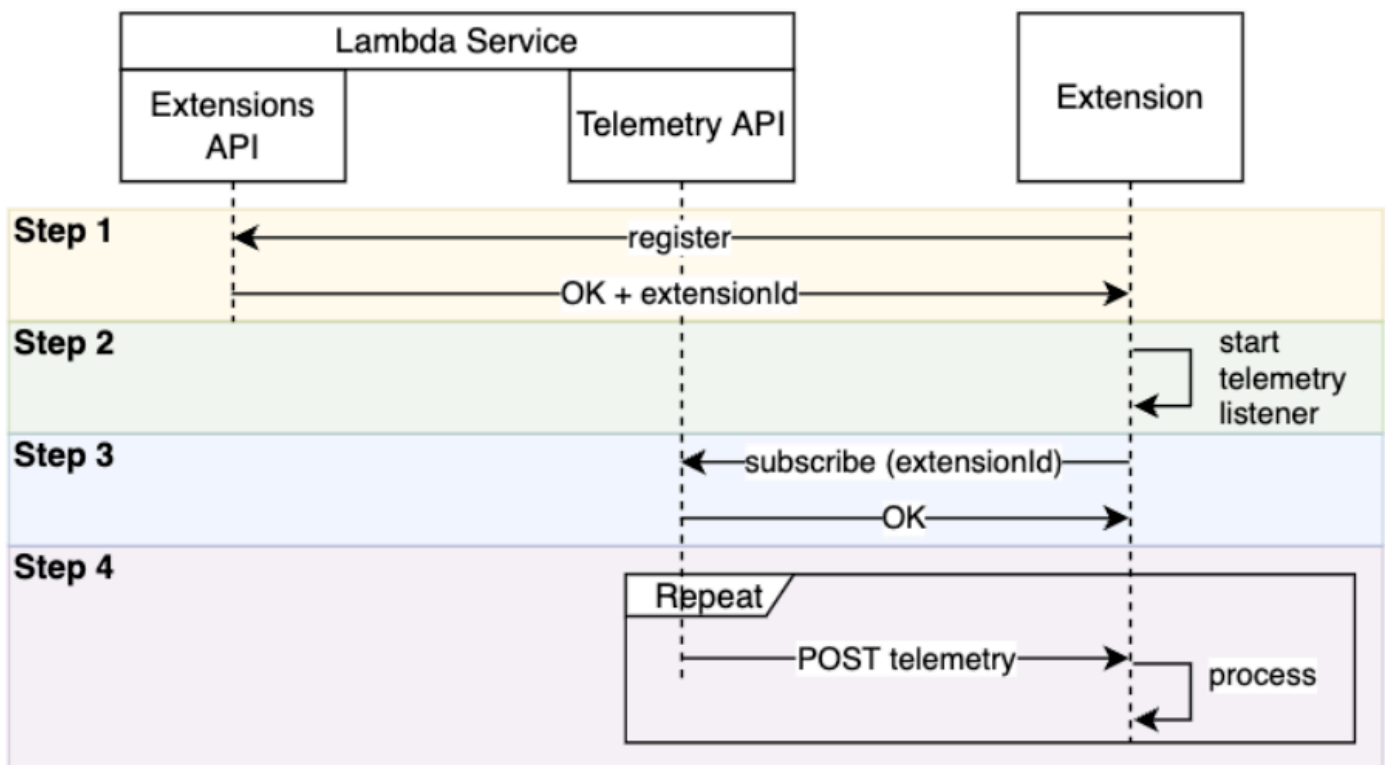 Lambda Service
Extensions
API
Telemetry API
Extension
Step 1
register
OK + extensionId
Step 2
start
telemetry
listener
Step 3
subscribe (extensionId)
OK
Step 4
Repeat
POST telemetry
process